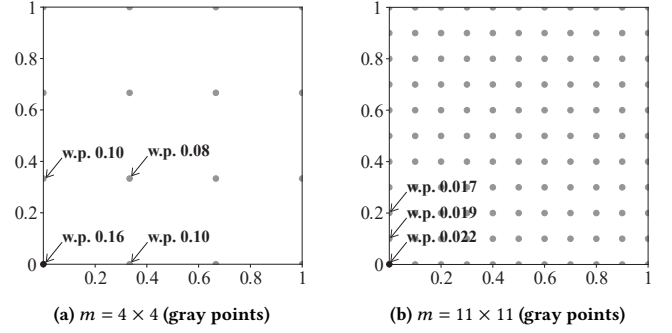 1
0.8
0.6
0.4
0.2
0
w.p. 0.10
w.p. 0.08
w.p. 0.16
w.p. 0.10
0.2 0.4 0.6 0.8 1
(a) m = 4 × 4 (gray points)
1
0.8
0.6
0.4
0.2
0
w.p. 0.017
w.p. 0.019
w.p. 0.022
0.2 0.4 0.6 0.8 1
(b) m = 11 × 11 (gray points)